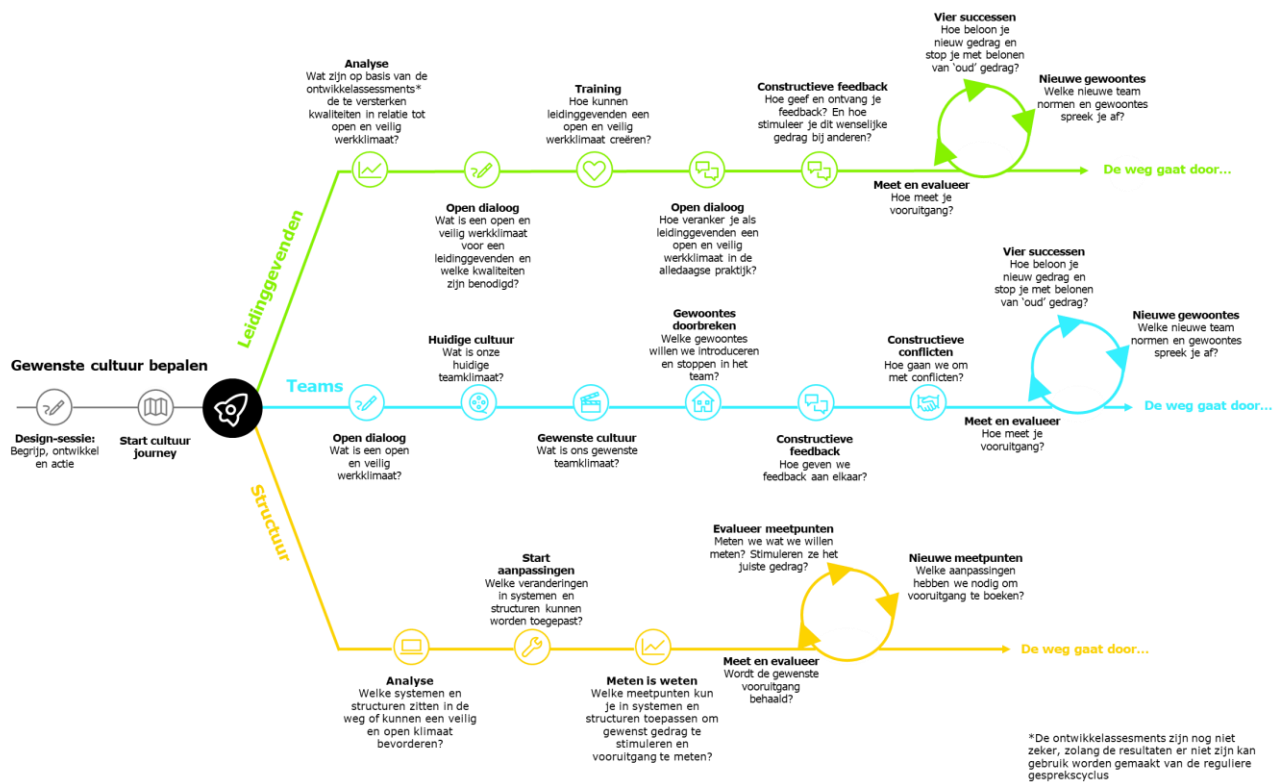 Gewenste cultuur bepalen
Design-sessie:
Begrijp, ontwikkel
en actie
Start cultuur
journey
Leidinggevenden
Analyse
Wat zijn op basis van de
ontwikkelassessments*
de te versterken
kwaliteiten in relatie tot
open en veilig
werkklimaat?
Open dialoog
Wat is een open en
veilig werkklimaat
voor een
leidinggevenden en
welke kwaliteiten
zijn benodigd?
Training
Hoe kunnen
leidinggevenden een
open en veilig
werkklimaat creëren?
Open dialoog
Hoe veranker je als
leidinggevenden een
open en veilig
werkklimaat in de
alledaagse praktijk?
Constructieve feedback
Hoe geef en ontvang je
feedback? En hoe
stimuleer je dit wenselijke
gedrag bij anderen?
Meet en evalueer
Hoe meet je
vooruitgang?
Vier successen
Hoe beloon je
nieuw gedrag en
stop je met belonen
van ‘oud’ gedrag?
Nieuwe gewoontes
Welke nieuwe team
normen en gewoontes
spreek je af?
De weg gaat door...
Teams
Open dialoog
Wat is een open
en veilig
werkklimaat?
Huidige cultuur
Wat is onze
huidige
teamklimaat?
Gewenste cultuur
Wat is ons gewenste
teamklimaat?
Gewoontes
doorbreken
Welke gewoontes
willen we introduceren
en stoppen in het
team?
Constructieve
feedback
Hoe geven we
feedback aan elkaar?
Constructieve
conflicten
Hoe gaan we om
met conflicten?
Meet en evalueer
Hoe meet je
vooruitgang?
Vier successen
Hoe beloon je
nieuw gedrag en
stop je met belonen
van ‘oud’ gedrag?
Nieuwe gewoontes
Welke nieuwe team
normen en gewoontes
spreek je af?
De weg gaat door...
Structuur
Analyse
Welke systemen en
structuren zitten in de
weg of kunnen een veilig
en open klimaat
bevorderen?
Start
aanpassingen
Welke veranderingen
in systemen en
structuren kunnen
worden toegepast?
Meten is weten
Welke meetpunten kun
je in systemen en
structuren toepassen om
gewenst gedrag te
stimuleren en
vooruitgang te meten?
Meet en evalueer
Wordt de gewenste
vooruitgang
behaald?
Evalueer meetpunten
Meten we wat we willen
meten? Stimuleren ze het
juiste gedrag?
Nieuwe meetpunten
Welke aanpassingen
hebben we nodig om
vooruitgang te boeken?
De weg gaat door...
*De ontwikkelassesments zijn nog niet
zeker, zolang de resultaten er niet zijn kan
gebruik worden gemaakt van de reguliere
gesprekscyclus